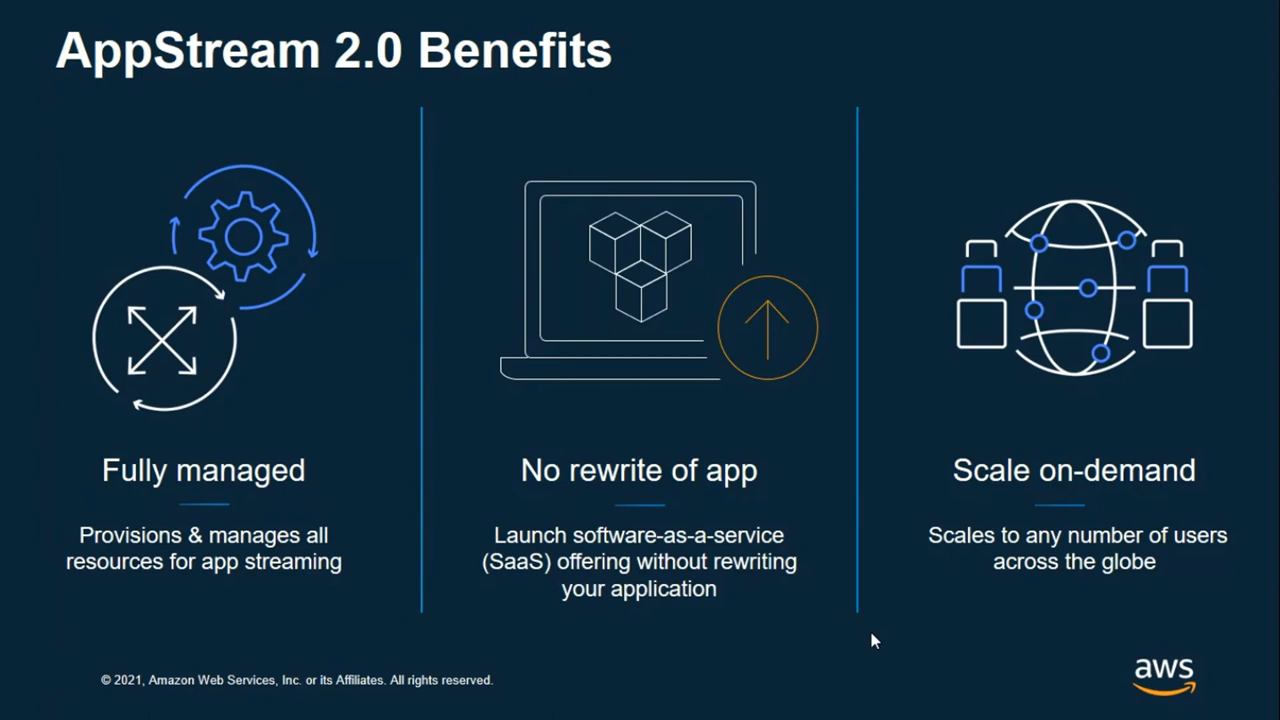 AppStream 2.0 Benefits
Fully managed
Provisions & manages all
resources for app streaming
No rewrite of app
Launch software-as-a-service
(SaaS) offering without rewriting
your application
Scale on-demand
Scales to any number of users
across the globe
© 2021, Amazon Web Services, Inc. or its Affiliates. All rights reserved.
aws